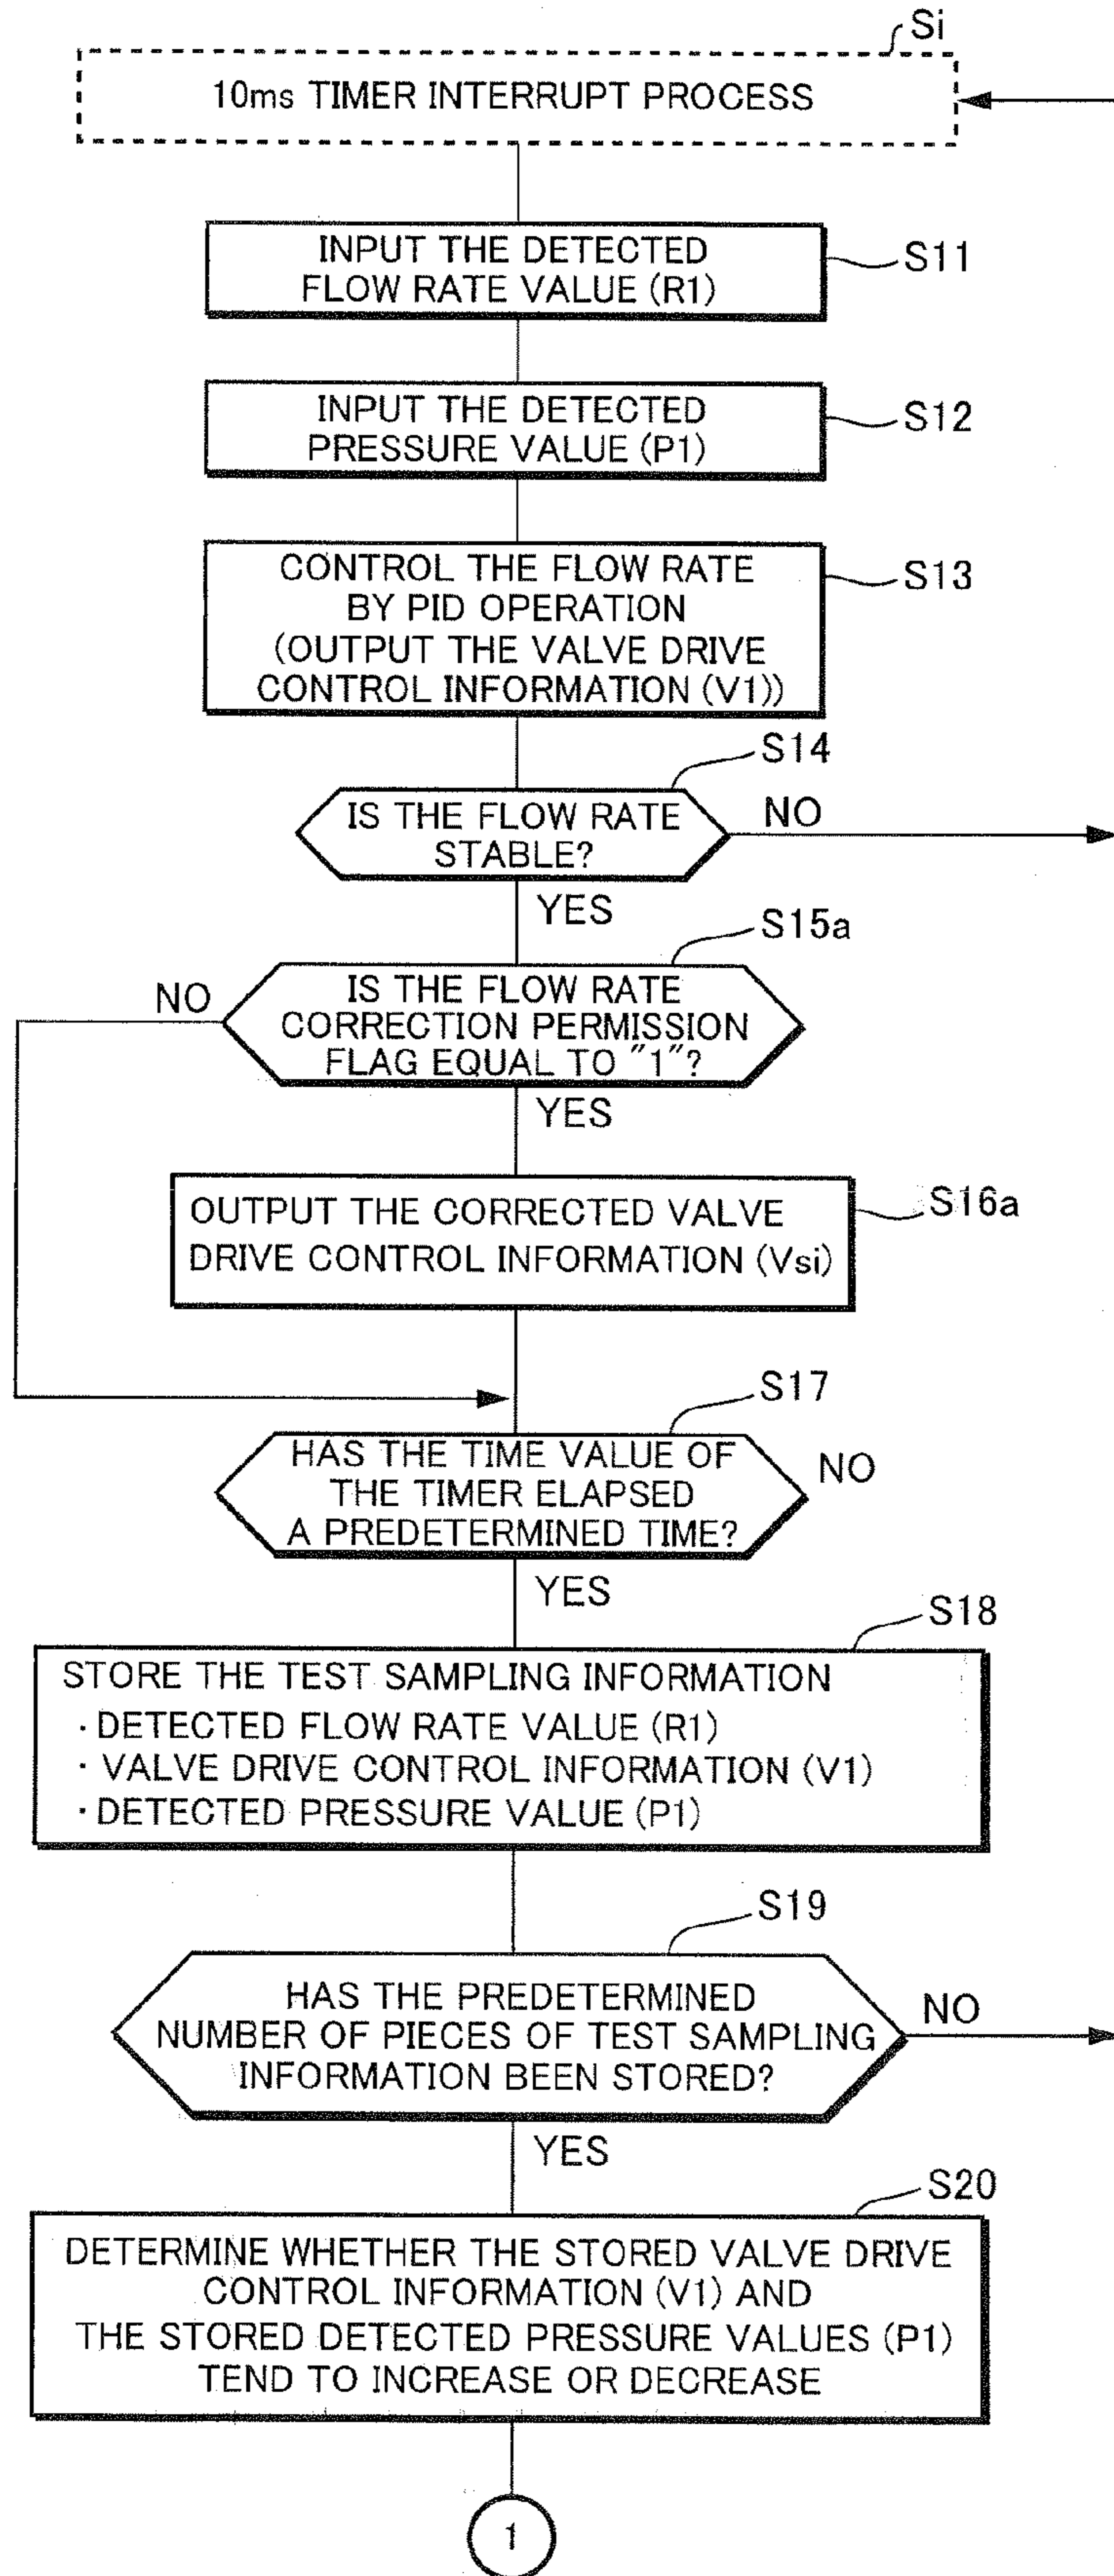 Si
10ms TIMER INTERRUPT PROCESS
INPUT THE DETECTED
FLOW RATE VALUE (R1)
S11
INPUT THE DETECTED
PRESSURE VALUE (P1)
S12
CONTROL THE FLOW RATE
BY PID OPERATION
(OUTPUT THE VALVE DRIVE
CONTROL INFORMATION (V1))
S13
S14
IS THE FLOW RATE
STABLE?
NO
YES
S15a
IS THE FLOW RATE
CORRECTION PERMISSION
FLAG EQUAL TO "1"?
NO
YES
OUTPUT THE CORRECTED VALVE
DRIVE CONTROL INFORMATION (Vsi)
S16a
S17
HAS THE TIME VALUE OF
THE TIMER ELAPSED
A PREDETERMINED TIME?
NO
YES
S18
STORE THE TEST SAMPLING INFORMATION
· DETECTED FLOW RATE VALUE (R1)
· VALVE DRIVE CONTROL INFORMATION (V1)
· DETECTED PRESSURE VALUE (P1)
S19
HAS THE PREDETERMINED
NUMBER OF PIECES OF TEST SAMPLING
INFORMATION BEEN STORED?
NO
YES
S20
DETERMINE WHETHER THE STORED VALVE DRIVE
CONTROL INFORMATION (V1) AND
THE STORED DETECTED PRESSURE VALUES (P1)
TEND TO INCREASE OR DECREASE
1